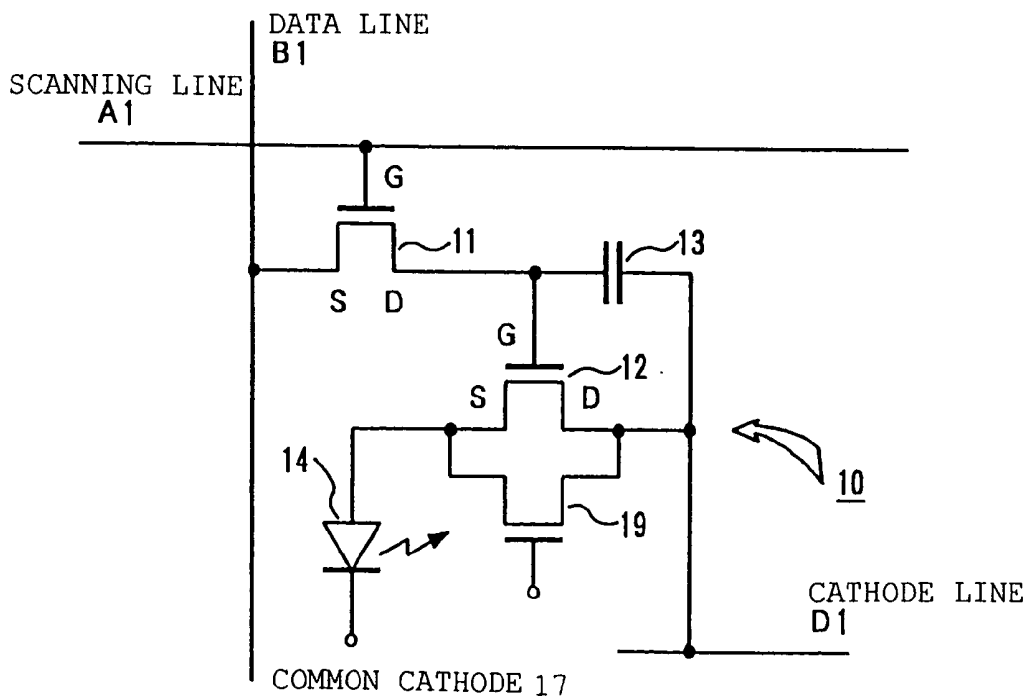 DATA LINE
B1
SCANNING LINE
A1
G
11
13
S D
G
12
S D
14
10
19
CATHODE LINE
D1
COMMON CATHODE 17